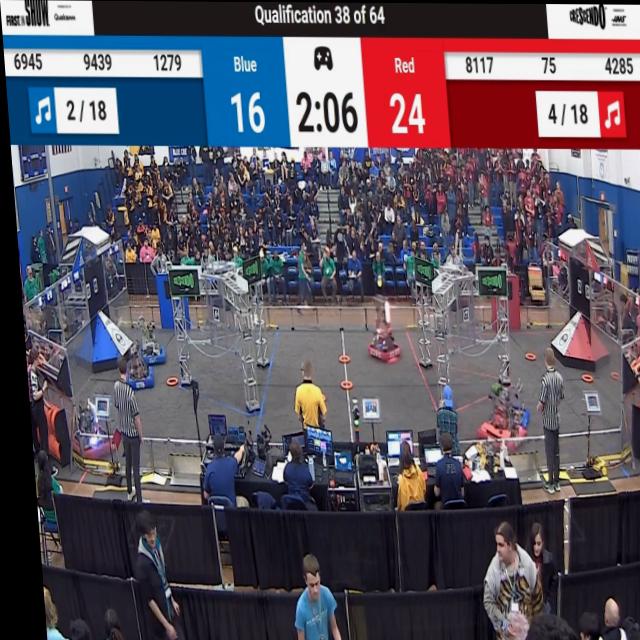 FIRST IN SHOW
Qualcomm
Qualification 38 of 64
CRESCENDO
6945 9439 1279
Blue
Red
8117 75 4285
2 / 18
16
2:06
24
4 / 18